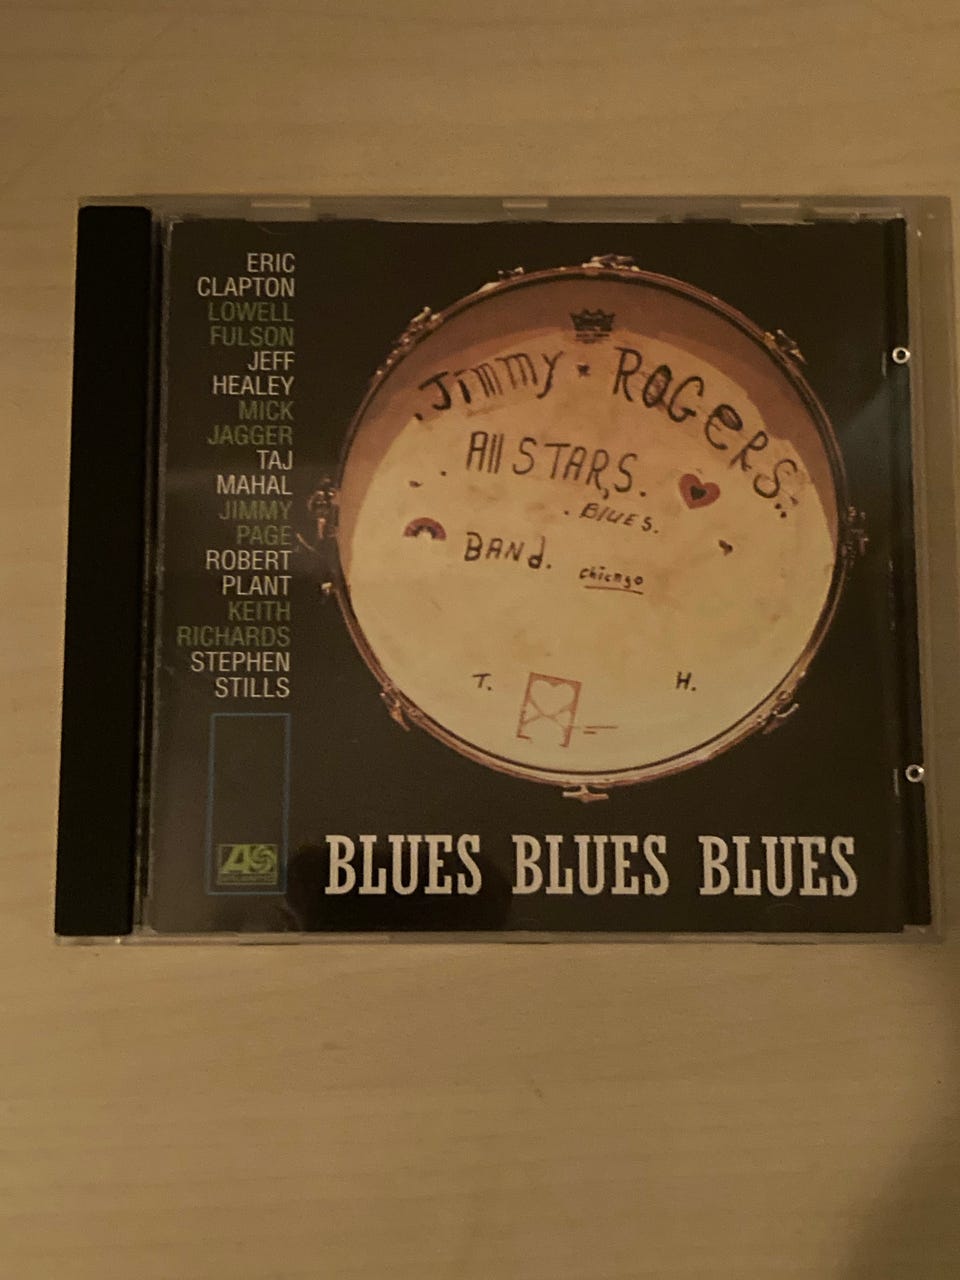 ERIC
CLAPTON
LOWELL
FULSON
JEFF
HEALEY
MICK
JAGGER
TAJ
MAHAL
JIMMY
PAGE
ROBERT
PLANT
KEITH
RICHARDS
STEPHEN
STILLS
Jimmy ROGERS
All STARS.
BLUES.
BAND.
chicago
T. H.
BLUES BLUES BLUES